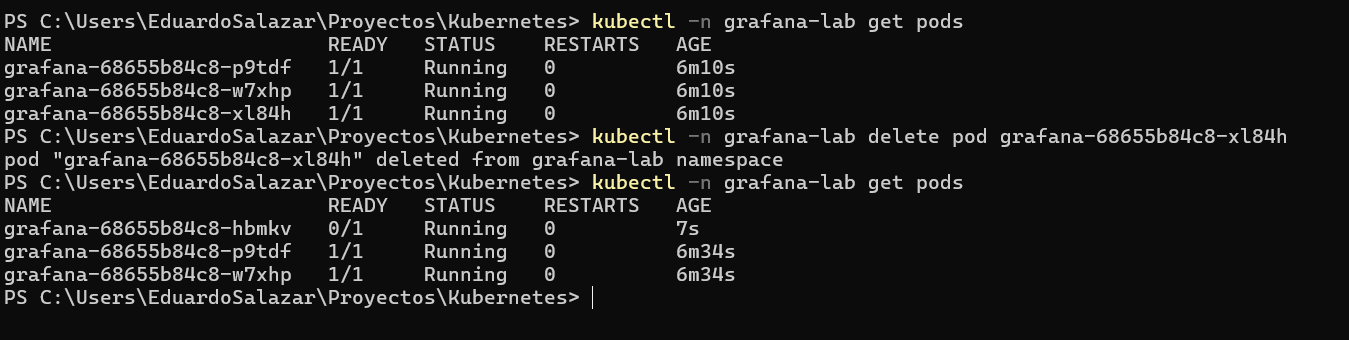 PS C:\Users\EduardoSalazar\Proyectos\Kubernetes> kubectl -n grafana-lab get pods
NAME                       READY   STATUS    RESTARTS   AGE
grafana-68655b84c8-p9tdf   1/1     Running   0          6m10s
grafana-68655b84c8-w7xhp   1/1     Running   0          6m10s
grafana-68655b84c8-xl84h   1/1     Running   0          6m10s
PS C:\Users\EduardoSalazar\Proyectos\Kubernetes> kubectl -n grafana-lab delete pod grafana-68655b84c8-xl84h
pod "grafana-68655b84c8-xl84h" deleted from grafana-lab namespace
PS C:\Users\EduardoSalazar\Proyectos\Kubernetes> kubectl -n grafana-lab get pods
NAME                       READY   STATUS    RESTARTS   AGE
grafana-68655b84c8-hbmkv   0/1     Running   0          7s
grafana-68655b84c8-p9tdf   1/1     Running   0          6m34s
grafana-68655b84c8-w7xhp   1/1     Running   0          6m34s
PS C:\Users\EduardoSalazar\Proyectos\Kubernetes>